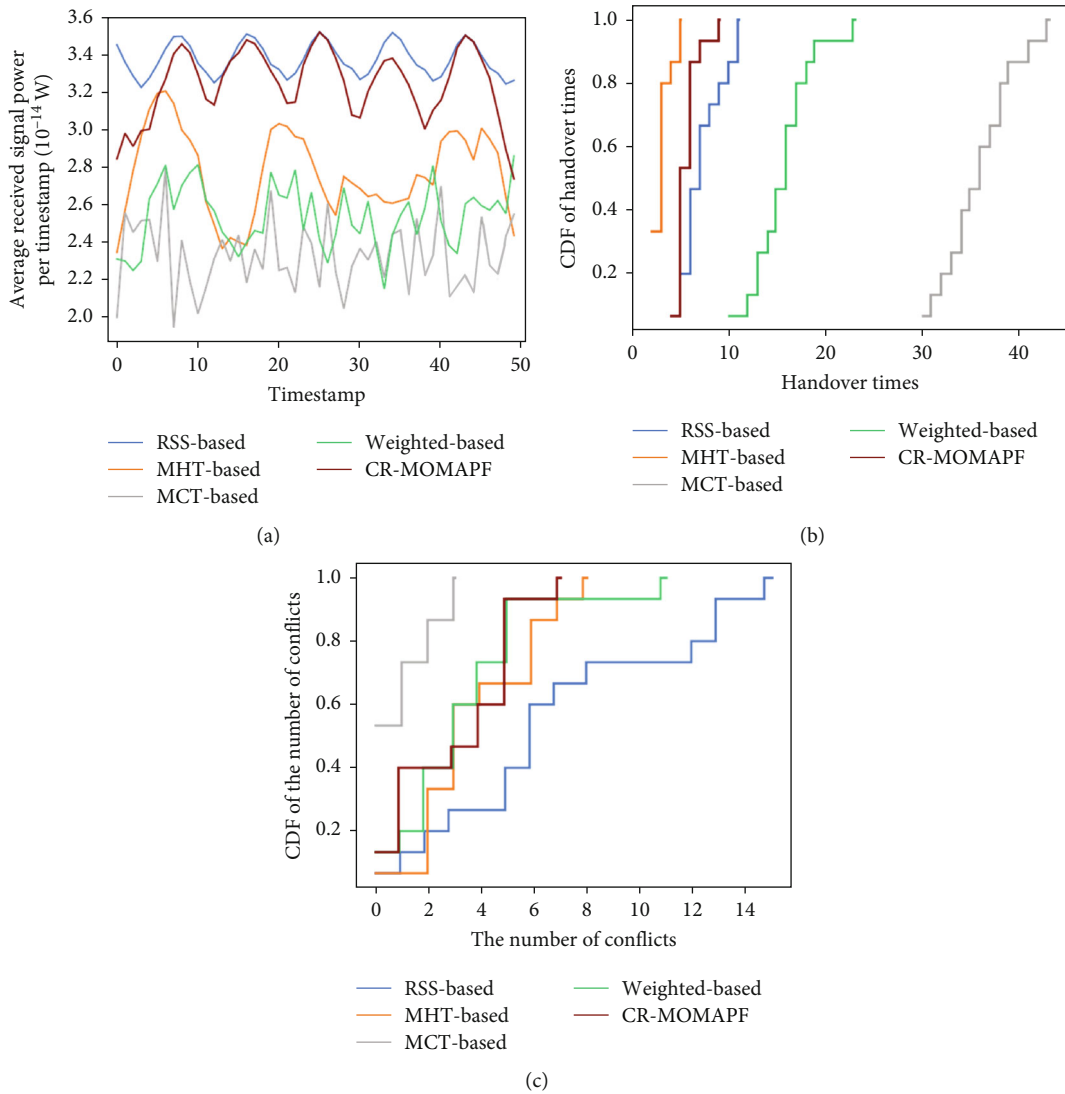 Average received signal power
per timestamp (10⁻¹⁴ W)
3.6
3.4
3.2
3.0
2.8
2.6
2.4
2.2
2.0
0
10
20
30
40
50
Timestamp
RSS-based
MHT-based
MCT-based
Weighted-based
CR-MOMAPF
(a)
CDF of handover times
1.0
0.8
0.6
0.4
0.2
0
10
20
30
40
Handover times
RSS-based
MHT-based
MCT-based
Weighted-based
CR-MOMAPF
(b)
CDF of the number of conflicts
1.0
0.8
0.6
0.4
0.2
0
2
4
6
8
10
12
14
The number of conflicts
RSS-based
MHT-based
MCT-based
Weighted-based
CR-MOMAPF
(c)